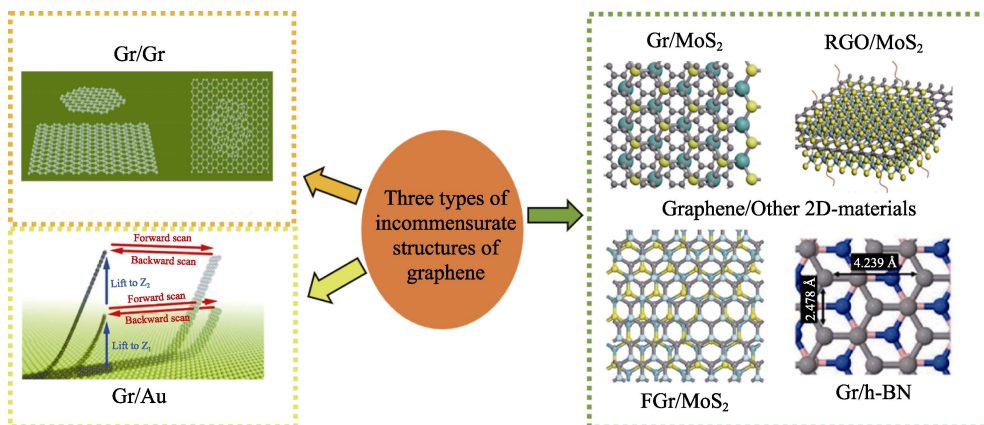 Gr/Gr
Forward scan
Backward scan
Lift to Z₂
Forward scan
Backward scan
Lift to Z₁
Gr/Au
Three types of
incommensurate
structures of
graphene
Gr/MoS₂
RGO/MoS₂
Graphene/Other 2D-materials
4.239 Å
2.478 Å
FGr/MoS₂
Gr/h-BN